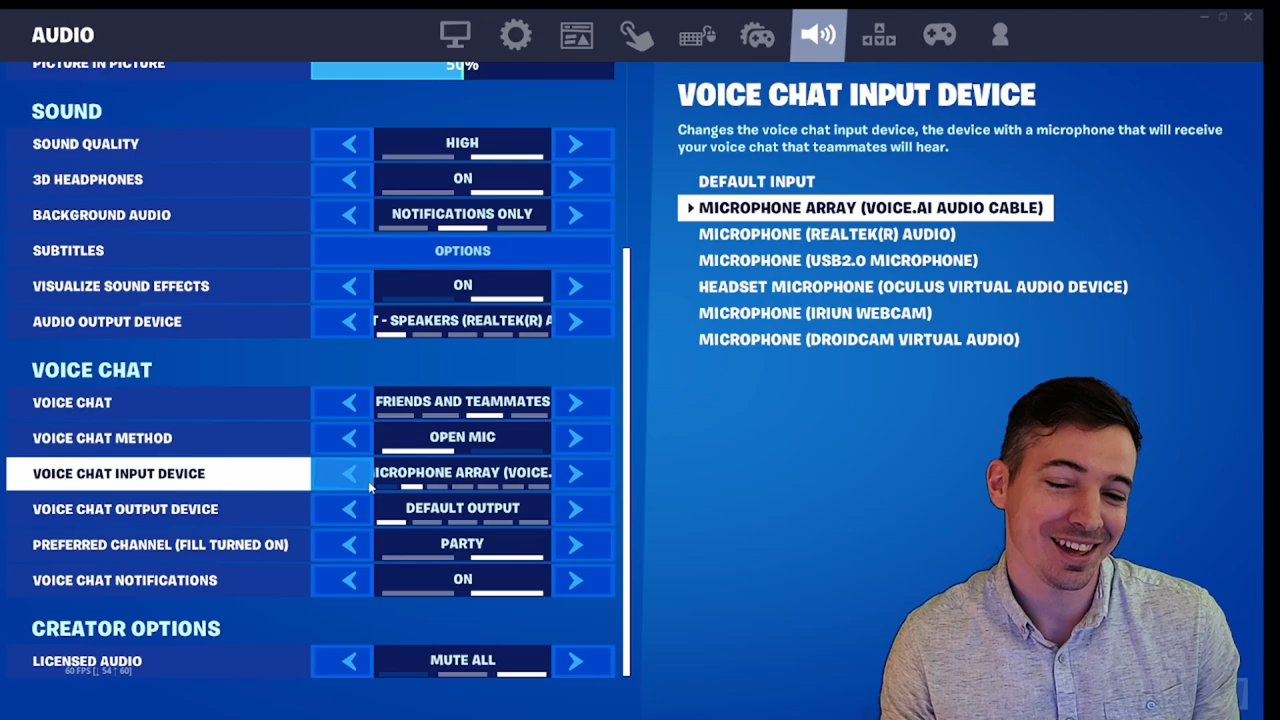 AUDIO
PICTURE IN PICTURE
50%
SOUND
SOUND QUALITY
HIGH
3D HEADPHONES
ON
BACKGROUND AUDIO
NOTIFICATIONS ONLY
SUBTITLES
OPTIONS
VISUALIZE SOUND EFFECTS
ON
AUDIO OUTPUT DEVICE
T - SPEAKERS (REALTEK(R) A
VOICE CHAT
VOICE CHAT
FRIENDS AND TEAMMATES
VOICE CHAT METHOD
OPEN MIC
VOICE CHAT INPUT DEVICE
ICROPHONE ARRAY (VOICE.
VOICE CHAT OUTPUT DEVICE
DEFAULT OUTPUT
PREFERRED CHANNEL (FILL TURNED ON)
PARTY
VOICE CHAT NOTIFICATIONS
ON
CREATOR OPTIONS
LICENSED AUDIO
MUTE ALL
60 FPS [↓ 54 ↑ 60]
VOICE CHAT INPUT DEVICE
Changes the voice chat input device, the device with a microphone that will receive
your voice chat that teammates will hear.
DEFAULT INPUT
MICROPHONE ARRAY (VOICE.AI AUDIO CABLE)
MICROPHONE (REALTEK(R) AUDIO)
MICROPHONE (USB2.0 MICROPHONE)
HEADSET MICROPHONE (OCULUS VIRTUAL AUDIO DEVICE)
MICROPHONE (IRIUN WEBCAM)
MICROPHONE (DROIDCAM VIRTUAL AUDIO)